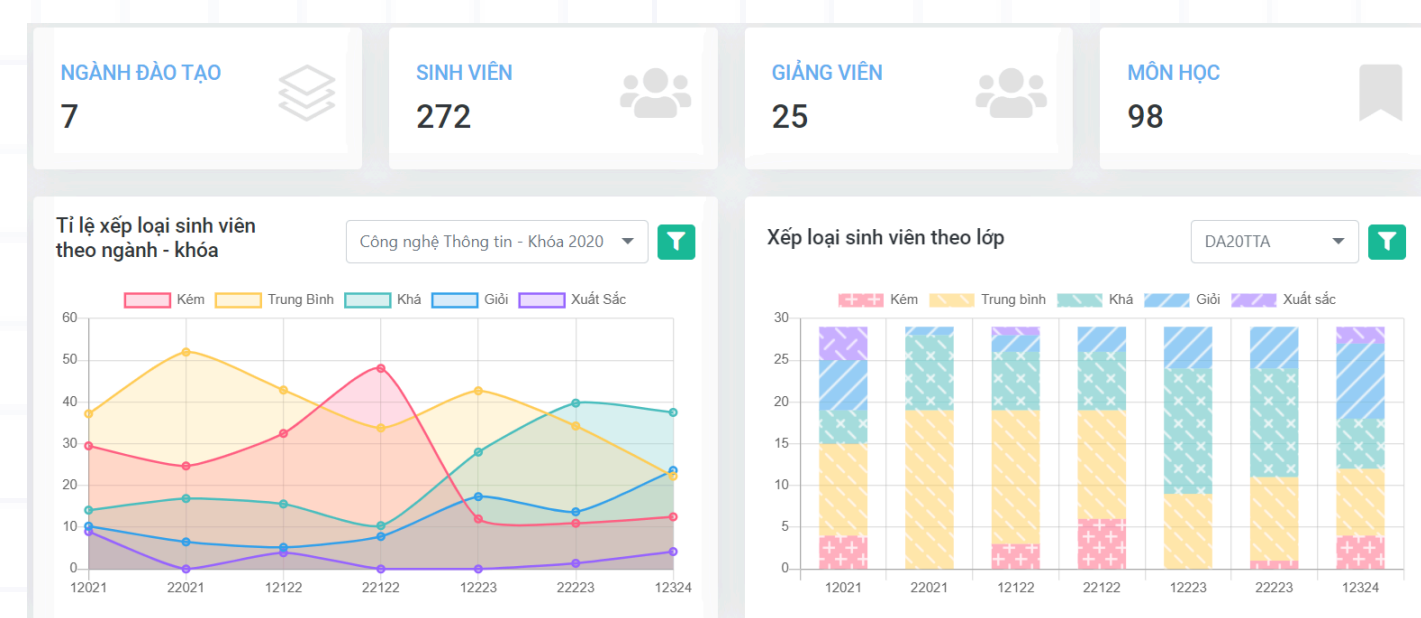 NGÀNH ĐÀO TẠO
7
SINH VIÊN
272
GIẢNG VIÊN
25
MÔN HỌC
98
Tỉ lệ xếp loại sinh viên
theo ngành - khóa
Công nghệ Thông tin - Khóa 2020
Kém Trung Bình Khá Giỏi Xuất Sắc
60
50
40
30
20
10
0
12021 22021 12122 22122 12223 22223 12324
Xếp loại sinh viên theo lớp
DA20TTA
Kém Trung bình Khá Giỏi Xuất sắc
30
25
20
15
10
5
0
12021 22021 12122 22122 12223 22223 12324